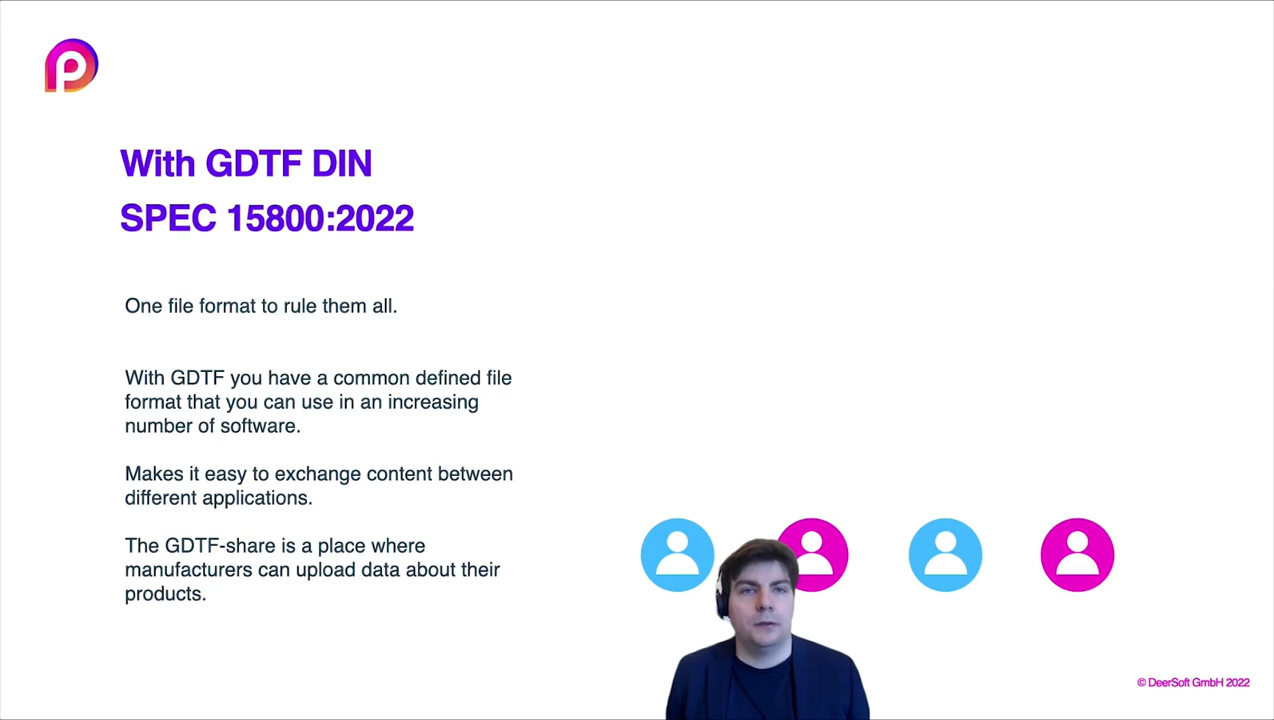 With GDTF DIN
SPEC 15800:2022
One file format to rule them all.
With GDTF you have a common defined file
format that you can use in an increasing
number of software.
Makes it easy to exchange content between
different applications.
The GDTF-share is a place where
manufacturers can upload data about their
products.
© DeerSoft GmbH 2022